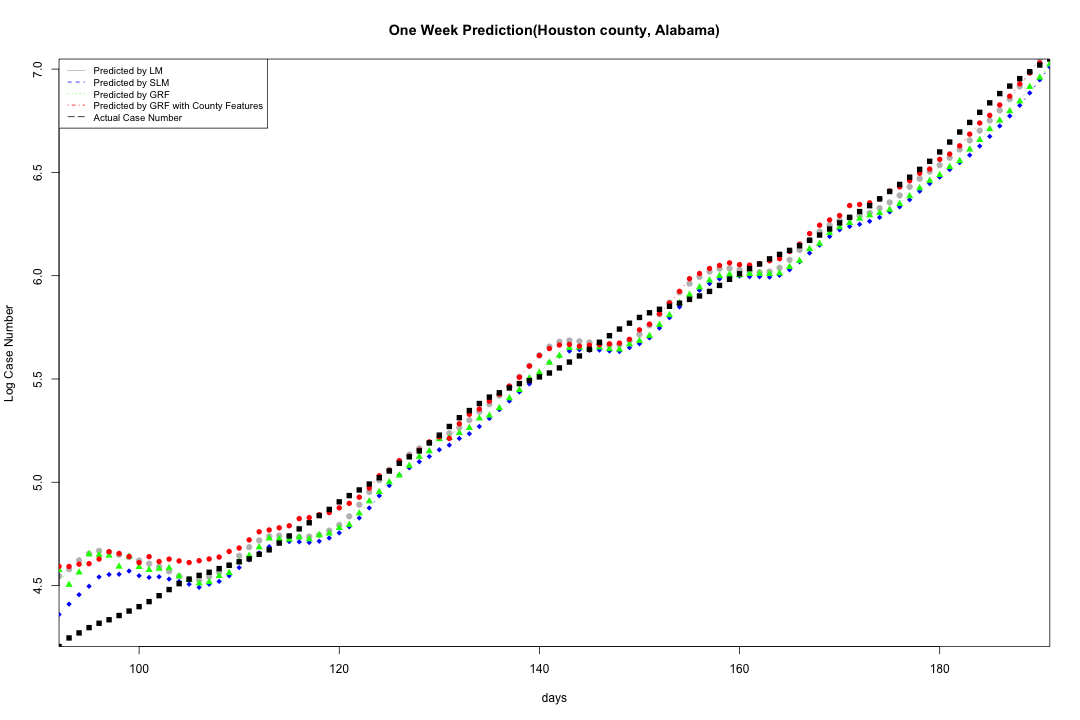 One Week Prediction(Houston county, Alabama)
Predicted by LM
Predicted by SLM
Predicted by GRF
Predicted by GRF with County Features
Actual Case Number
7.0
6.5
6.0
5.5
5.0
4.5
Log Case Number
100 120 140 160 180
days